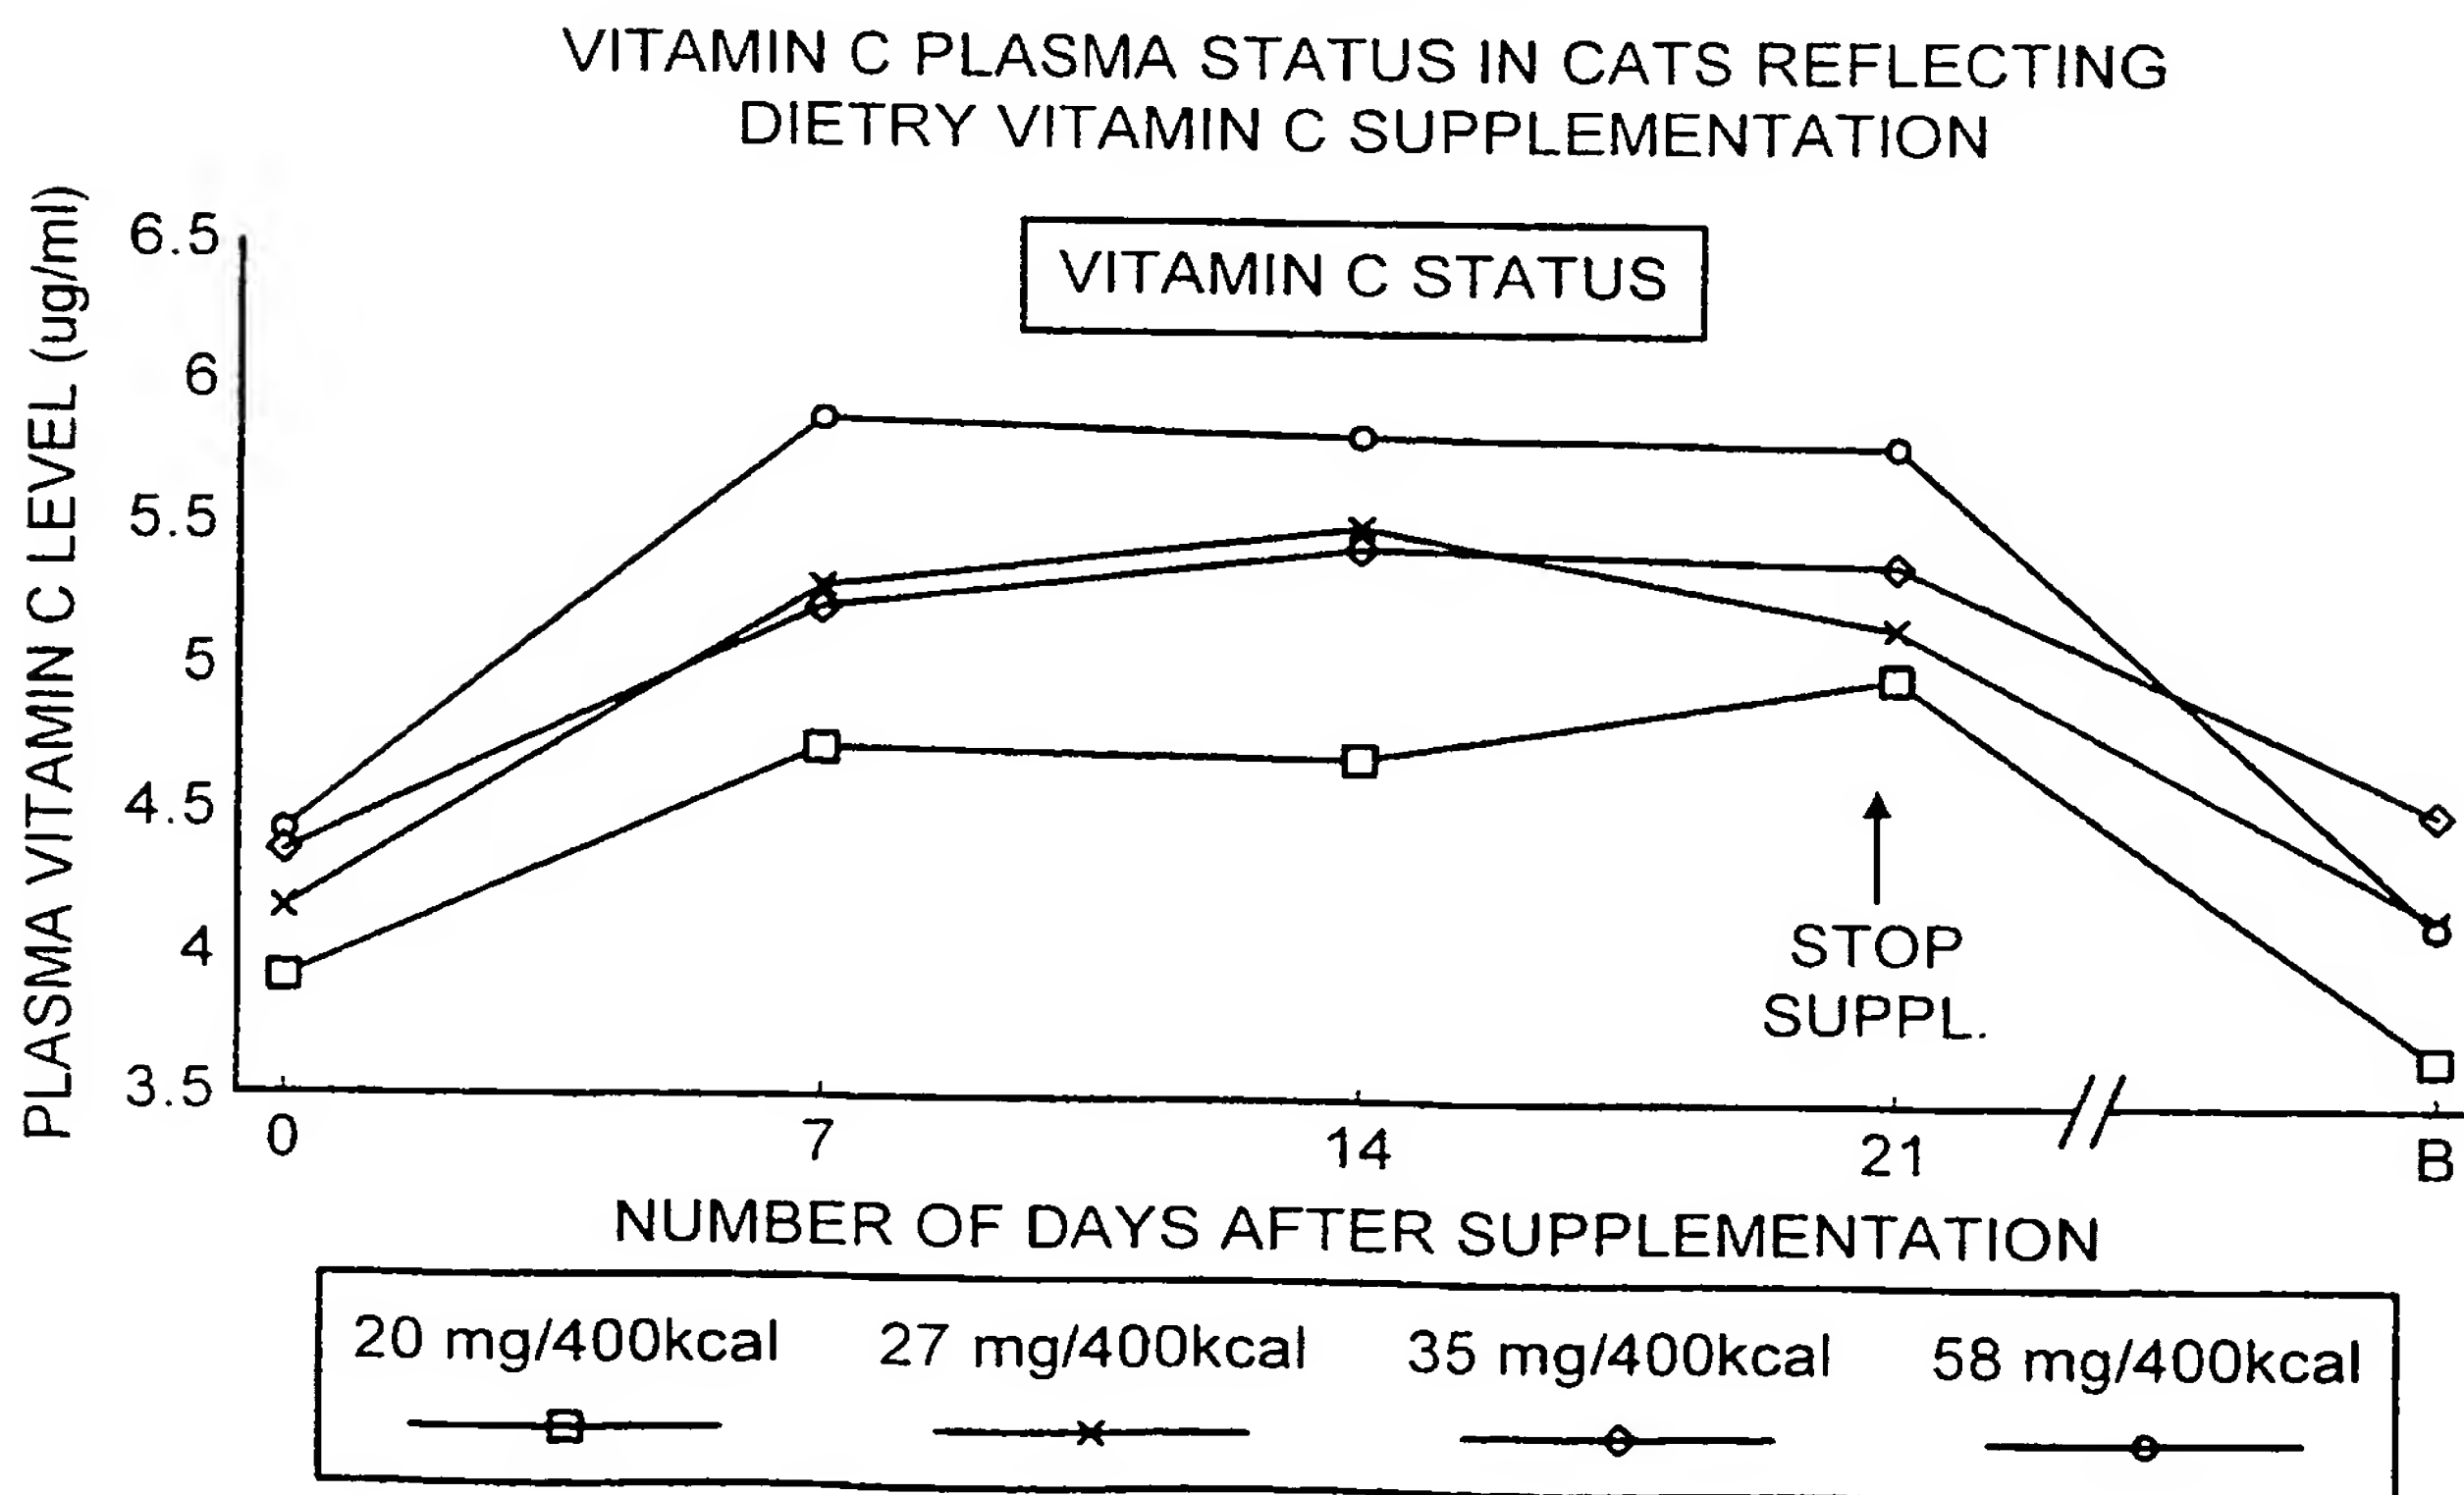 VITAMIN C PLASMA STATUS IN CATS REFLECTING
DIETRY VITAMIN C SUPPLEMENTATION
VITAMIN C STATUS
PLASMA VITAMIN C LEVEL (ug/ml)
6.5
6
5.5
5
4.5
4
3.5
STOP
SUPPL.
0 7 14 21 B
NUMBER OF DAYS AFTER SUPPLEMENTATION
20 mg/400kcal 27 mg/400kcal 35 mg/400kcal 58 mg/400kcal